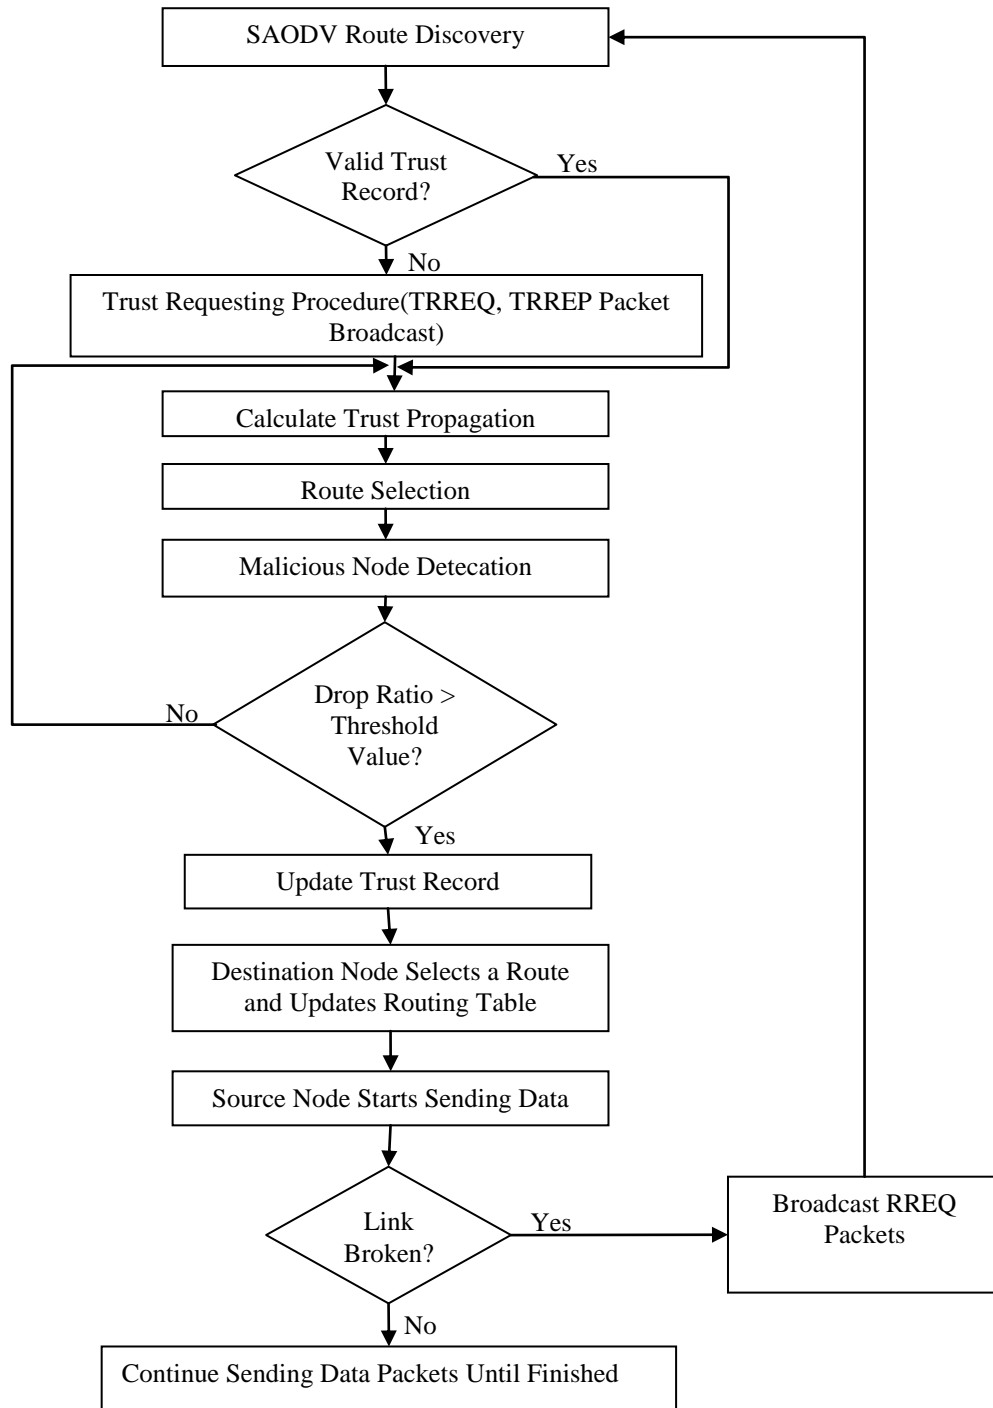 SAODV Route Discovery
Valid Trust
Record?
Yes
No
Trust Requesting Procedure(TRREQ, TRREP Packet
Broadcast)
Calculate Trust Propagation
Route Selection
Malicious Node Detecation
Drop Ratio >
Threshold
Value?
No
Yes
Update Trust Record
Destination Node Selects a Route
and Updates Routing Table
Source Node Starts Sending Data
Link
Broken?
Yes
Broadcast RREQ
Packets
No
Continue Sending Data Packets Until Finished